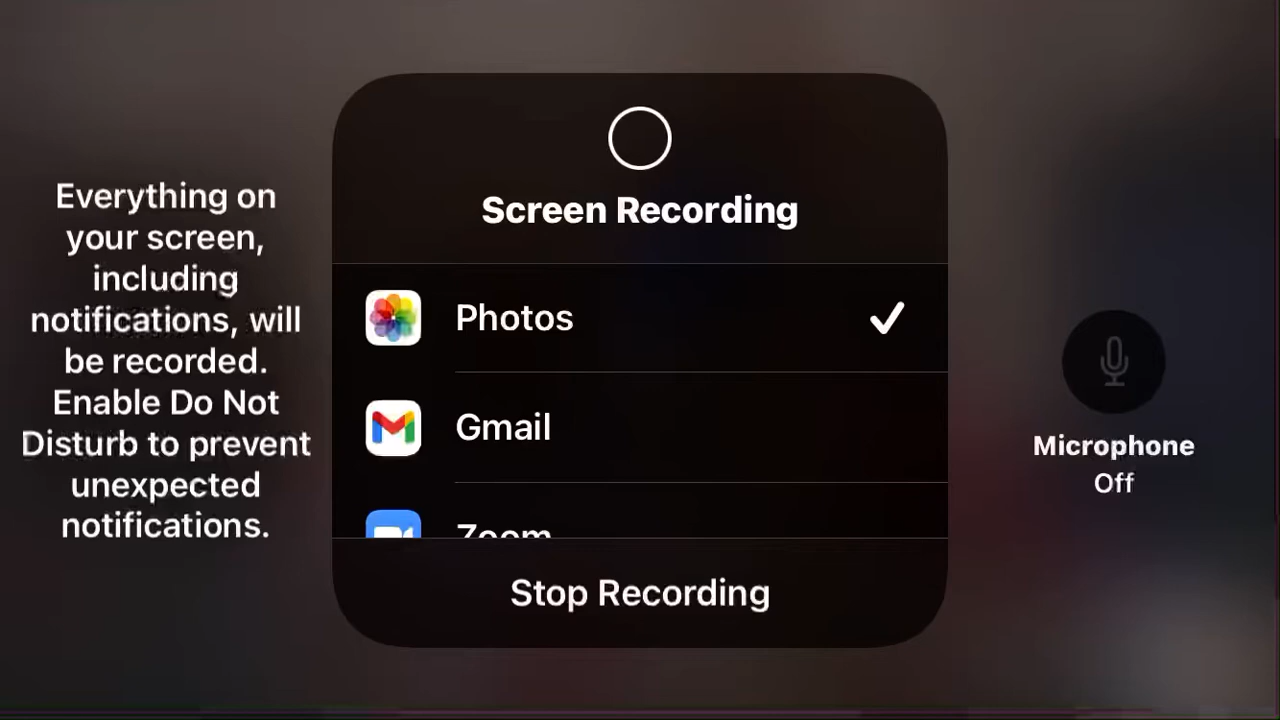 Everything on
your screen,
including
notifications, will
be recorded.
Enable Do Not
Disturb to prevent
unexpected
notifications.
Screen Recording
Photos
Gmail
Zoom
Stop Recording
Microphone
Off